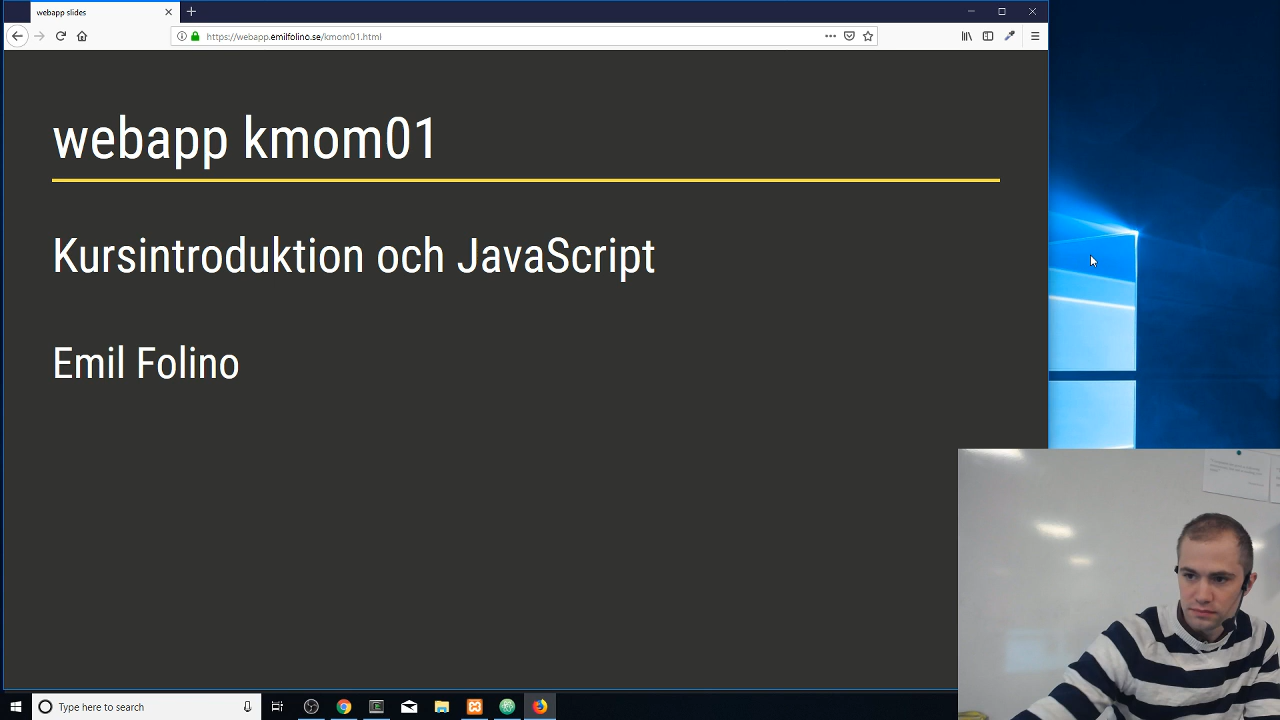 webapp slides
https://webapp.emilfolino.se/kmom01.html
webapp kmom01
Kursintroduktion och JavaScript
Emil Folino
Type here to search